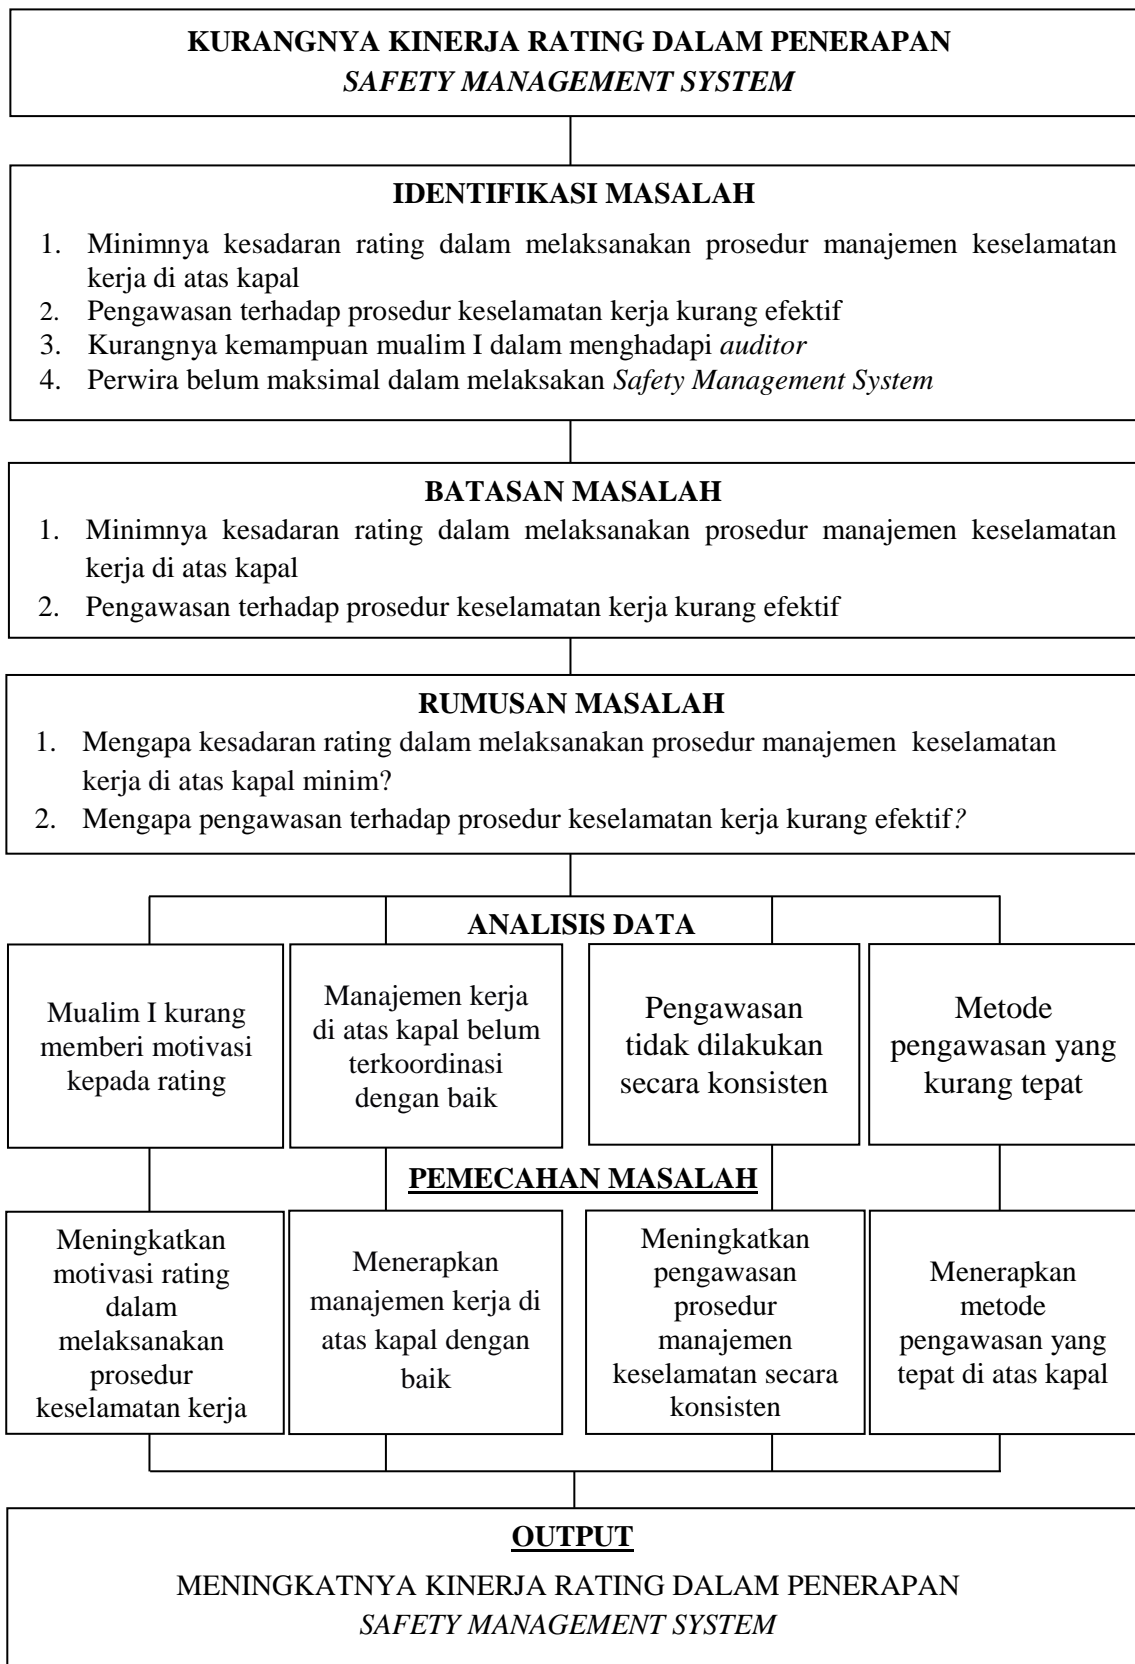 KURANGNYA KINERJA RATING DALAM PENERAPAN
SAFETY MANAGEMENT SYSTEM
IDENTIFIKASI MASALAH
1. Minimnya kesadaran rating dalam melaksanakan prosedur manajemen keselamatan
kerja di atas kapal
2. Pengawasan terhadap prosedur keselamatan kerja kurang efektif
3. Kurangnya kemampuan mualim I dalam menghadapi auditor
4. Perwira belum maksimal dalam melaksakan Safety Management System
BATASAN MASALAH
1. Minimnya kesadaran rating dalam melaksanakan prosedur manajemen keselamatan
kerja di atas kapal
2. Pengawasan terhadap prosedur keselamatan kerja kurang efektif
RUMUSAN MASALAH
1. Mengapa kesadaran rating dalam melaksanakan prosedur manajemen keselamatan
kerja di atas kapal minim?
2. Mengapa pengawasan terhadap prosedur keselamatan kerja kurang efektif?
ANALISIS DATA
Mualim I kurang
memberi motivasi
kepada rating
Manajemen kerja
di atas kapal belum
terkoordinasi
dengan baik
Pengawasan
tidak dilakukan
secara konsisten
Metode
pengawasan yang
kurang tepat
PEMECAHAN MASALAH
Meningkatkan
motivasi rating
dalam
melaksanakan
prosedur
keselamatan kerja
Menerapkan
manajemen kerja di
atas kapal dengan
baik
Meningkatkan
pengawasan
prosedur
manajemen
keselamatan secara
konsisten
Menerapkan
metode
pengawasan yang
tepat di atas kapal
OUTPUT
MENINGKATNYA KINERJA RATING DALAM PENERAPAN
SAFETY MANAGEMENT SYSTEM